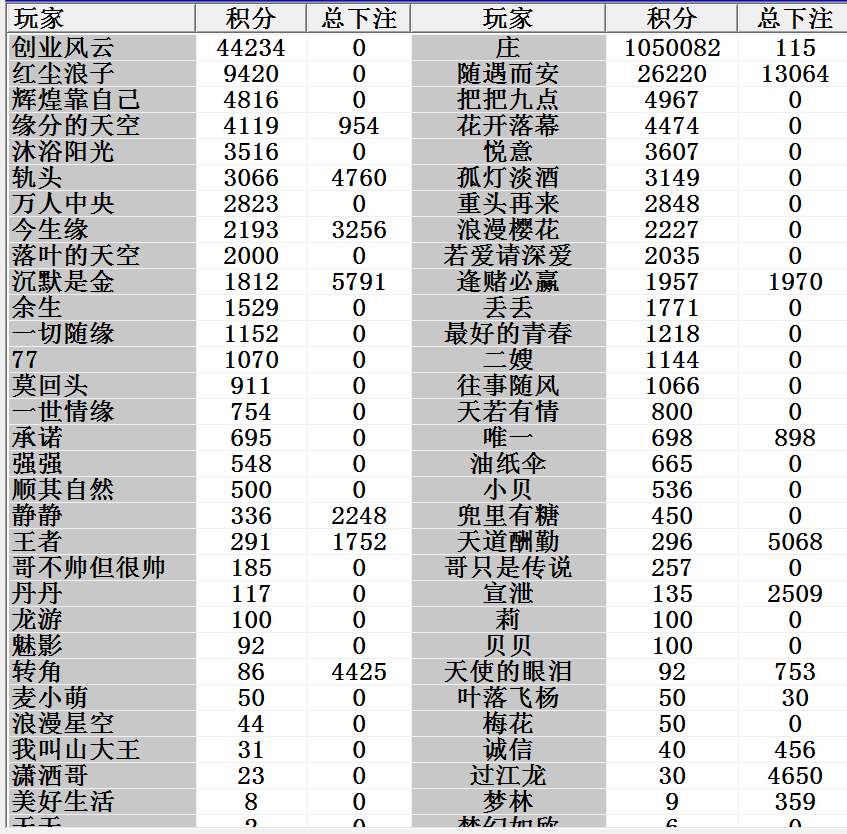 玩家 积分 总下注 玩家 积分 总下注
创业风云 44234 0 庄 1050082 115
红尘浪子 9420 0 随遇而安 26220 13064
辉煌靠自己 4816 0 把把九点 4967 0
缘分的天空 4119 954 花开落幕 4474 0
沐浴阳光 3516 0 悦意 3607 0
轨头 3066 4760 孤灯淡酒 3149 0
万人中央 2823 0 重头再来 2848 0
今生缘 2193 3256 浪漫樱花 2227 0
落叶的天空 2000 0 若爱请深爱 2035 0
沉默是金 1812 5791 逢赌必赢 1957 1970
余生 1529 0 丢丢 1771 0
一切随缘 1152 0 最好的青春 1218 0
77 1070 0 二嫂 1144 0
莫回头 911 0 往事随风 1066 0
一世情缘 754 0 天若有情 800 0
承诺 695 0 唯一 698 898
强强 548 0 油纸伞 665 0
顺其自然 500 0 小贝 536 0
静静 336 2248 兜里有糖 450 0
王者 291 1752 天道酬勤 296 5068
哥不帅但很帅 185 0 哥只是传说 257 0
丹丹 117 0 宣泄 135 2509
龙游 100 0 莉 100 0
魅影 92 0 贝贝 100 0
转角 86 4425 天使的眼泪 92 753
麦小萌 50 0 叶落飞杨 50 30
浪漫星空 44 0 梅花 50 0
我叫山大王 31 0 诚信 40 456
潇洒哥 23 0 过江龙 30 4650
美好生活 8 0 梦林 9 359